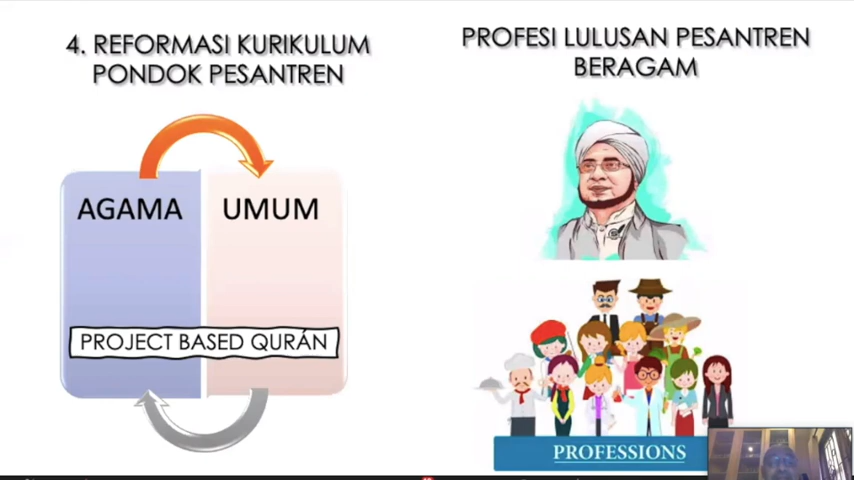 4. REFORMASI KURIKULUM
PONDOK PESANTREN
AGAMA
UMUM
PROJECT BASED QURÁN
PROFESI LULUSAN PESANTREN
BERAGAM
PROFESSIONS